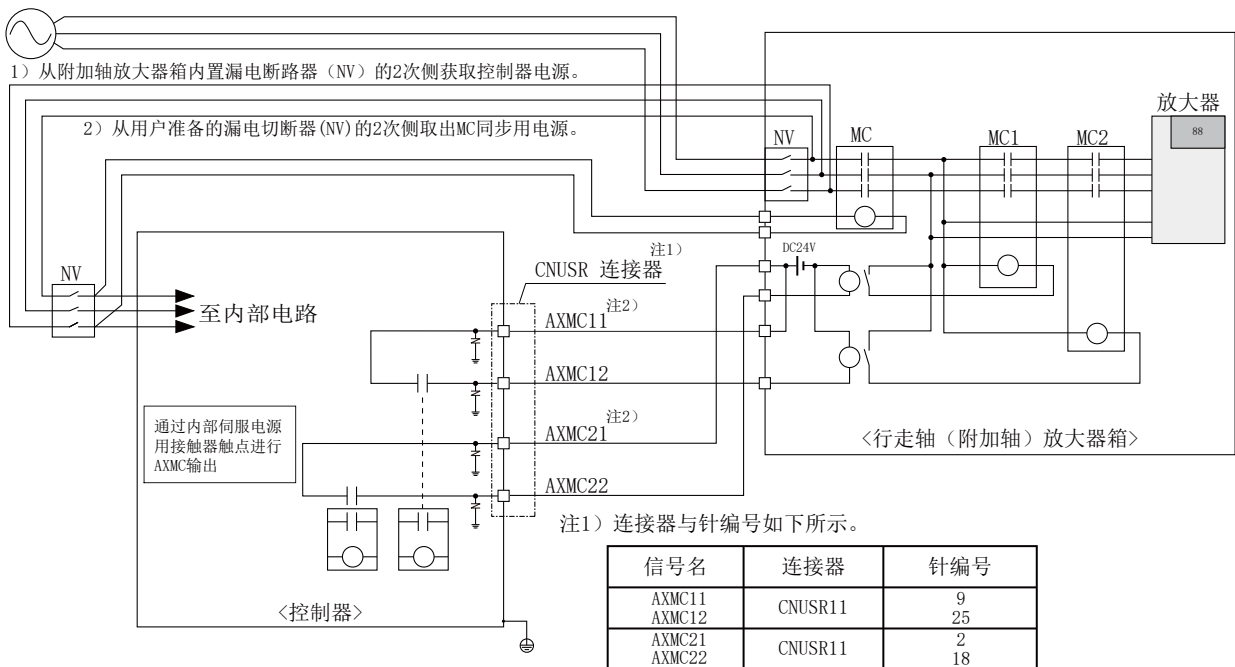 1）从附加轴放大器箱内置漏电断路器（NV）的2次侧获取控制器电源。
2）从用户准备的漏电切断器(NV)的2次侧取出MC同步用电源。
放大器
88
NV
MC
MC1
MC2
DC24V
NV
至内部电路
CNUSR 连接器 注1）
AXMC11 注2）
AXMC12
AXMC21 注2）
AXMC22
通过内部伺服电源
用接触器触点进行
AXMC输出
<控制器>
<行走轴（附加轴）放大器箱>
注1）连接器与针编号如下所示。
信号名 连接器 针编号
AXMC11 CNUSR11 9
AXMC12 25
AXMC21 CNUSR11 2
AXMC22 18